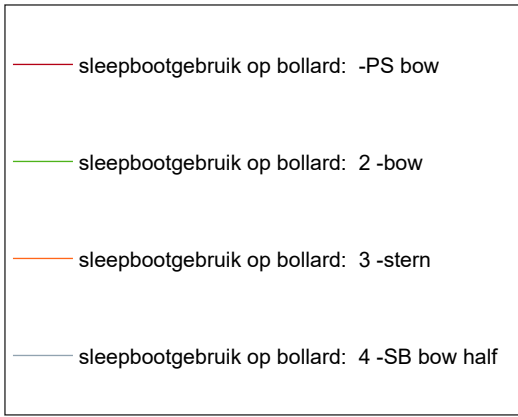 sleepbootgebruik op bollard:  -PS bow
sleepbootgebruik op bollard:  2 -bow
sleepbootgebruik op bollard:  3 -stern
sleepbootgebruik op bollard:  4 -SB bow half